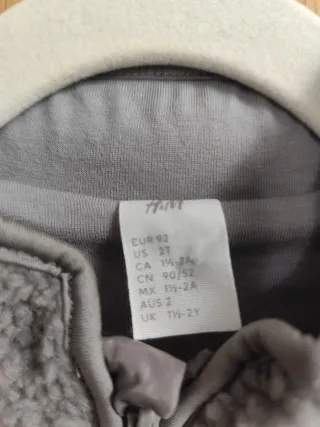 H&M
EUR 92
US 2T
CA 1½-2A
CN 90/52
MX 1½-2A
AUS 2
UK 1½-2Y